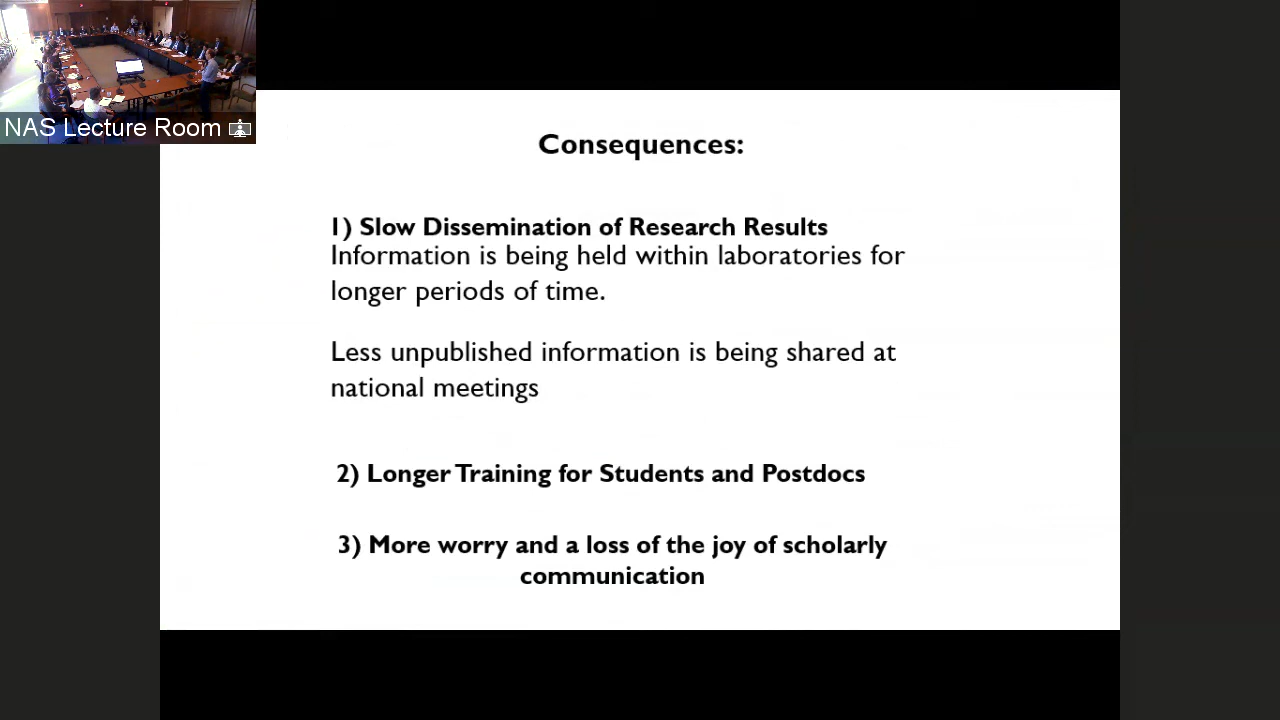 NAS Lecture Room
Consequences:
1) Slow Dissemination of Research Results
Information is being held within laboratories for
longer periods of time.
Less unpublished information is being shared at
national meetings
2) Longer Training for Students and Postdocs
3) More worry and a loss of the joy of scholarly
communication